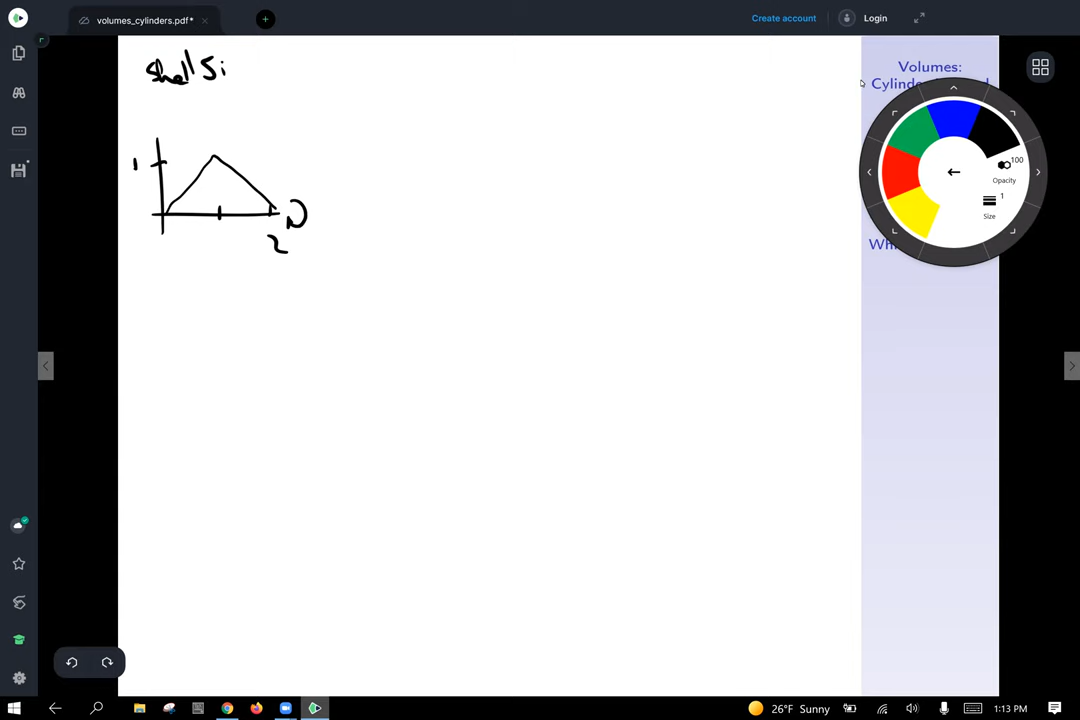 volumes_cylinders.pdf*
Create account
Login
Volumes:
Shell Si
100
Opacity
1
Size
1
2
26°F Sunny
1:13 PM